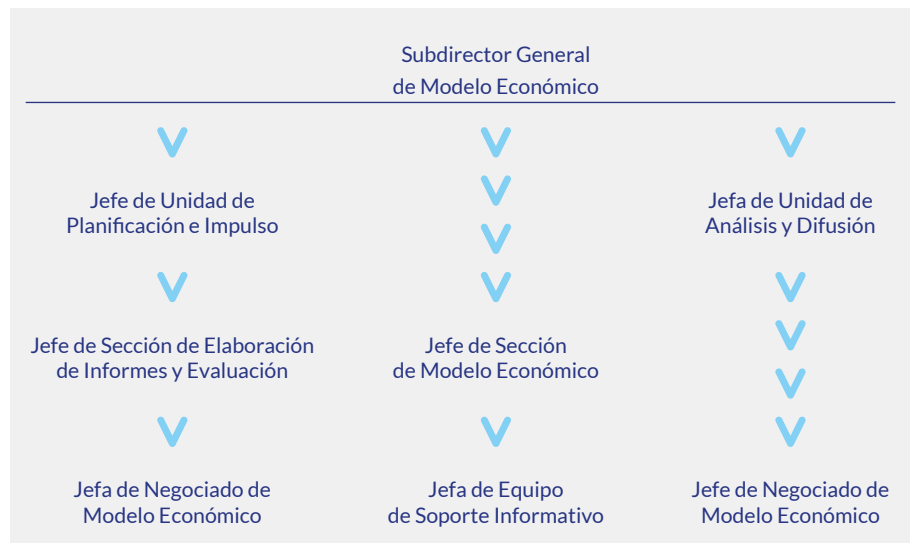 Subdirector General
de Modelo Económico
Jefe de Unidad de
Planificación e Impulso
Jefa de Unidad de
Análisis y Difusión
Jefe de Sección de Elaboración
de Informes y Evaluación
Jefe de Sección
de Modelo Económico
Jefa de Negociado de
Modelo Económico
Jefa de Equipo
de Soporte Informativo
Jefe de Negociado de
Modelo Económico